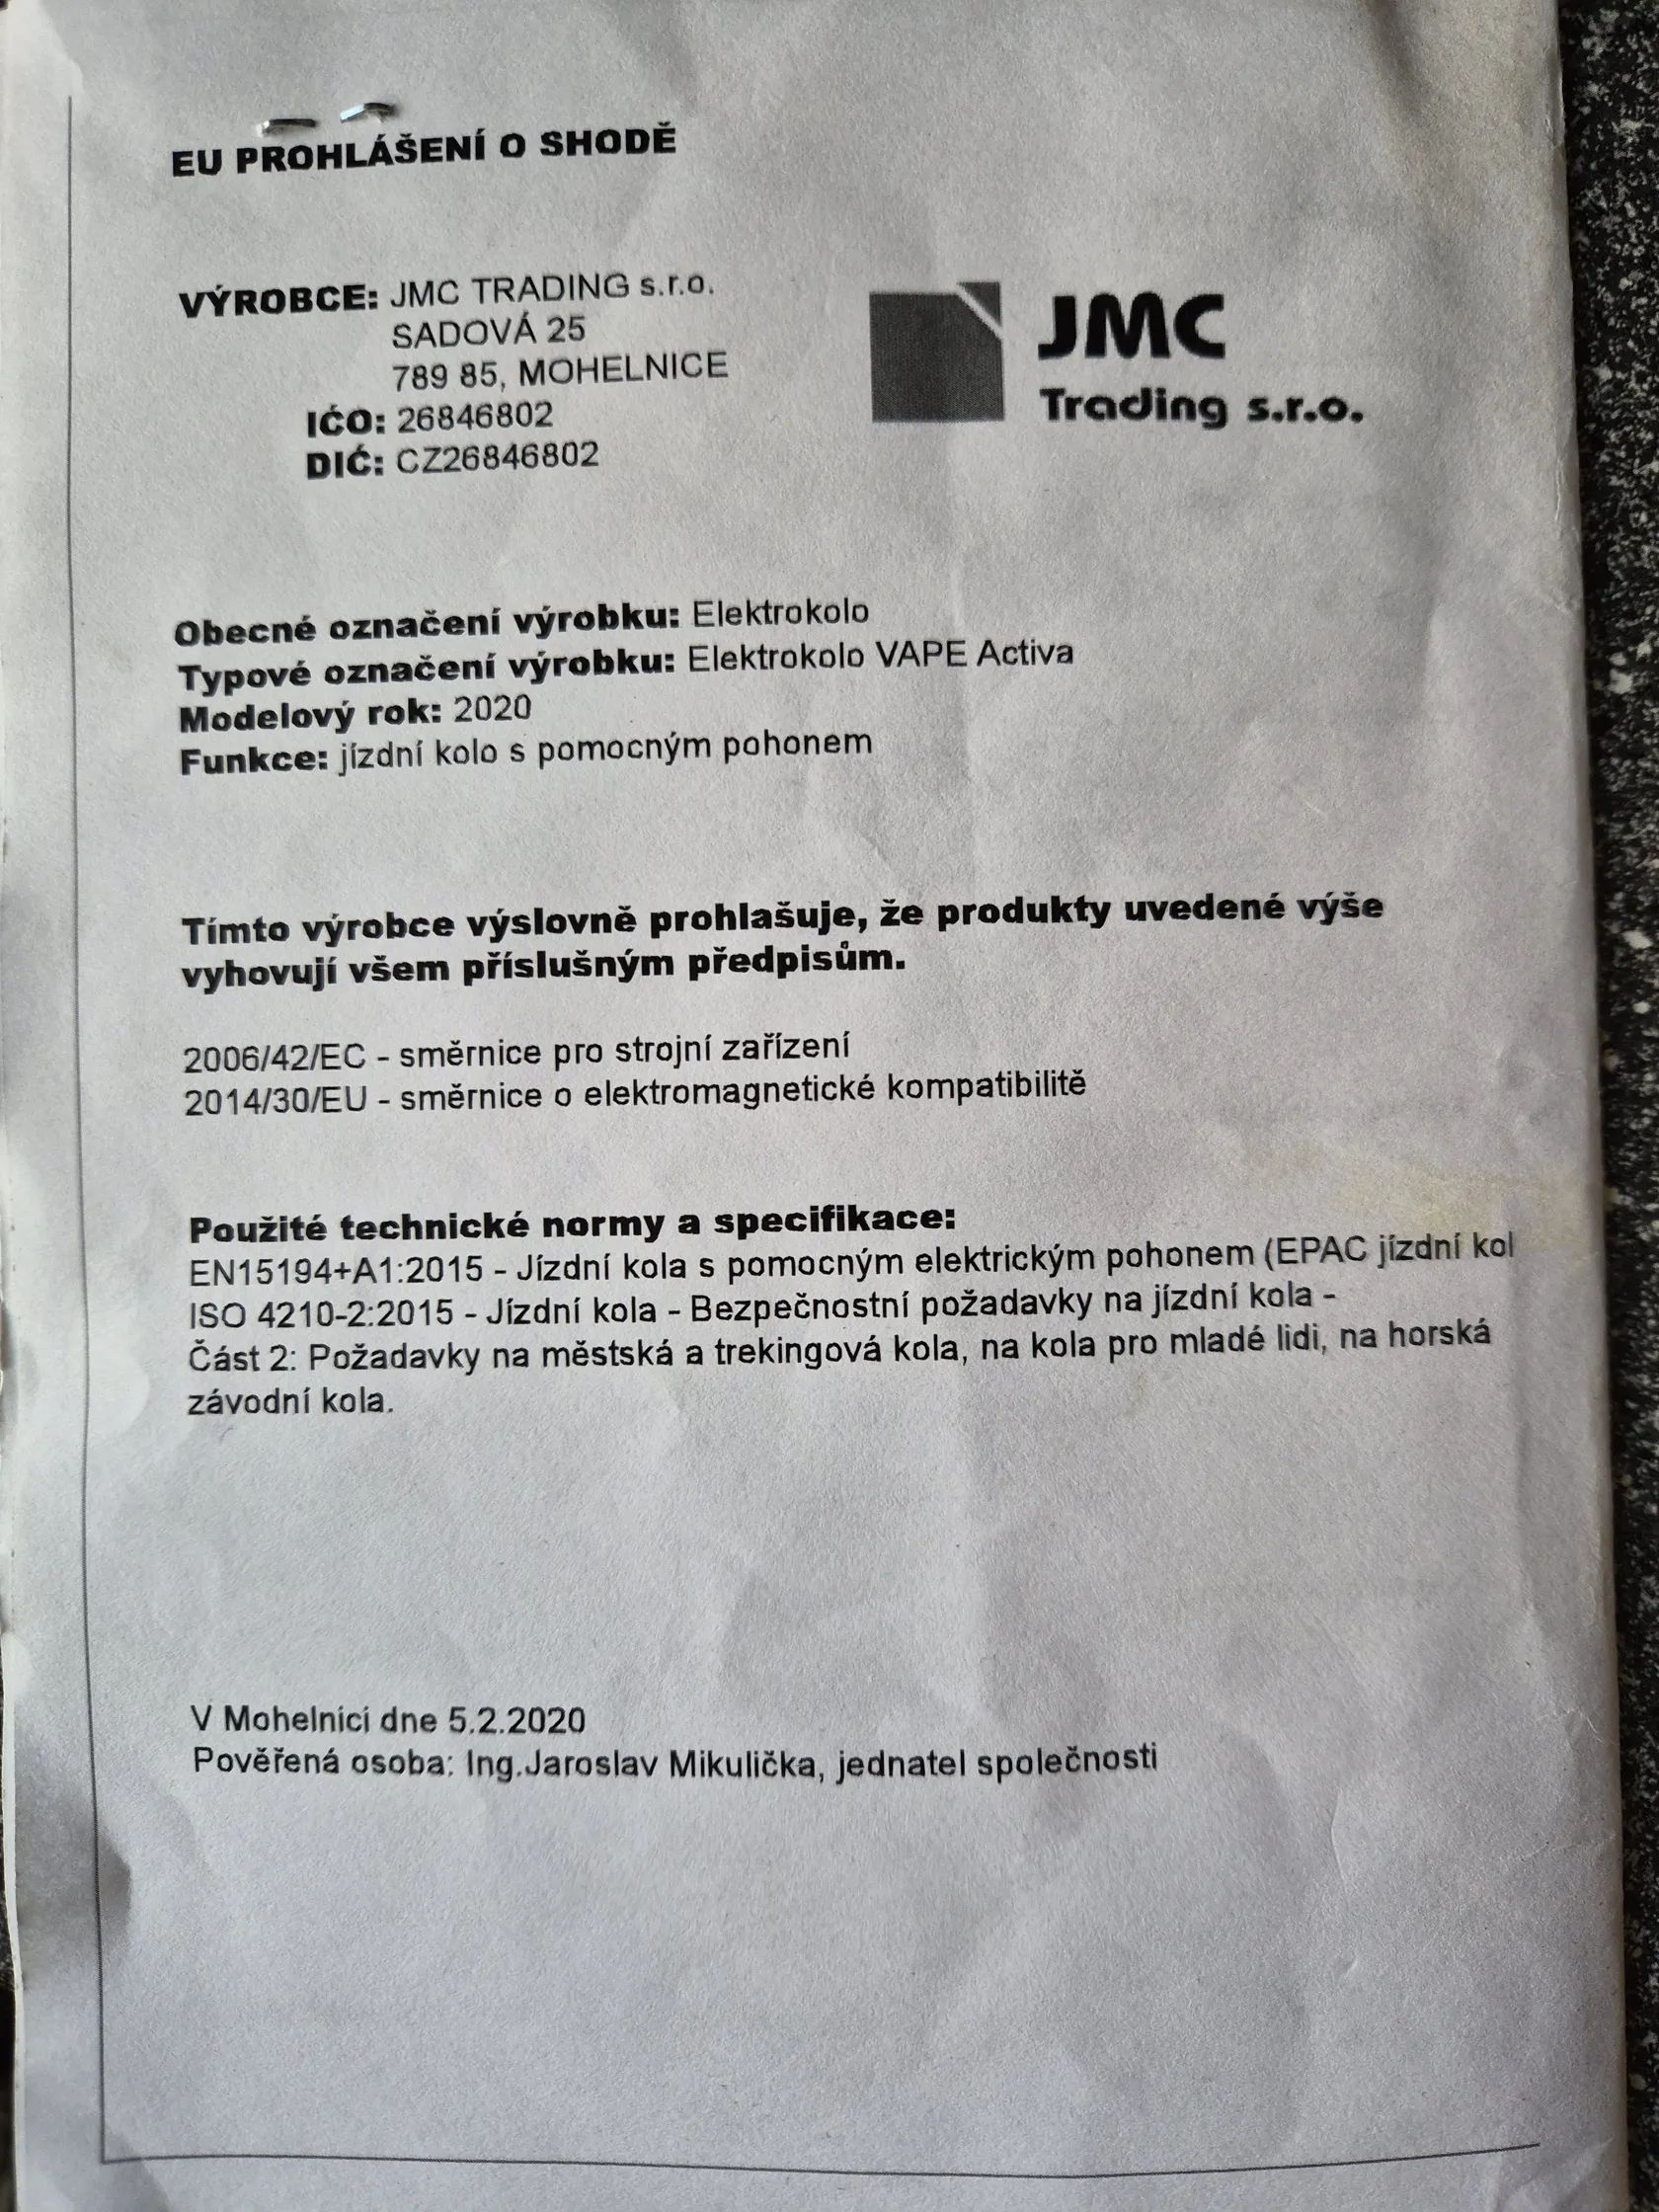 EU PROHLÁŠENÍ O SHODĚ
VÝROBCE: JMC TRADING s.r.o.
SADOVÁ 25
789 85, MOHELNICE
IĆO: 26846802
DIĆ: CZ26846802
JMC
Trading s.r.o.
Obecné označení výrobku: Elektrokolo
Typové označení výrobku: Elektrokolo VAPE Activa
Modelový rok: 2020
Funkce: jízdní kolo s pomocným pohonem
Tímto výrobce výslovně prohlašuje, že produkty uvedené výše
vyhovují všem příslušným předpisům.
2006/42/EC - směrnice pro strojní zařízení
2014/30/EU - směrnice o elektromagnetické kompatibilitě
Použité technické normy a specifikace:
EN15194+A1:2015 - Jízdní kola s pomocným elektrickým pohonem (EPAC jízdní kol
ISO 4210-2:2015 - Jízdní kola - Bezpečnostní požadavky na jízdní kola -
Část 2: Požadavky na městská a trekingová kola, na kola pro mladé lidi, na horská
závodní kola.
V Mohelnici dne 5.2.2020
Pověřená osoba: Ing.Jaroslav Mikulička, jednatel společnosti